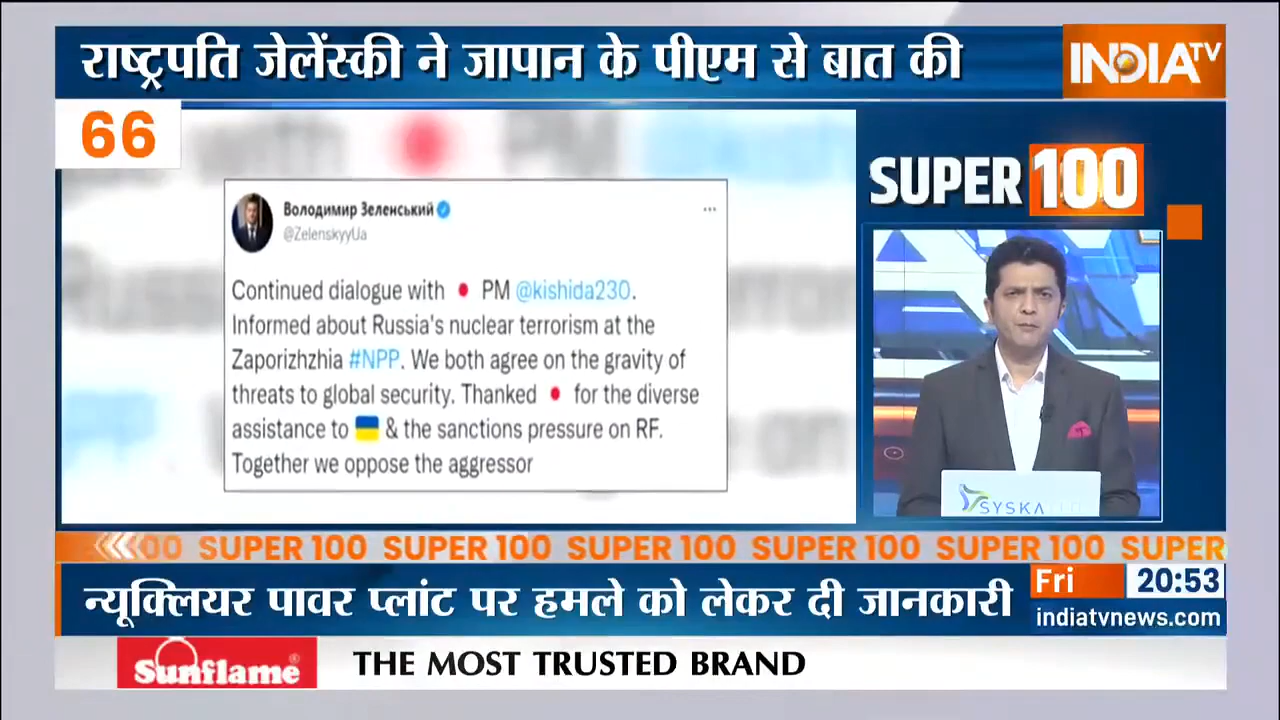 राष्ट्रपति जेलेंस्की ने जापान के पीएम से बात की
INDIA TV
66
SUPER 100
Володимир Зеленський
@ZelenskyyUa
Continued dialogue with 🇯🇵 PM @kishida230.
Informed about Russia's nuclear terrorism at the
Zaporizhzhia #NPP. We both agree on the gravity of
threats to global security. Thanked 🇯🇵 for the diverse
assistance to 🇺🇦 & the sanctions pressure on RF.
Together we oppose the aggressor
SYSKA LED
00 SUPER 100 SUPER 100 SUPER 100 SUPER 100 SUPER 100 SUPER
न्यूक्लियर पावर प्लांट पर हमले को लेकर दी जानकारी
Fri 20:53
indiatvnews.com
Sunflame® THE MOST TRUSTED BRAND